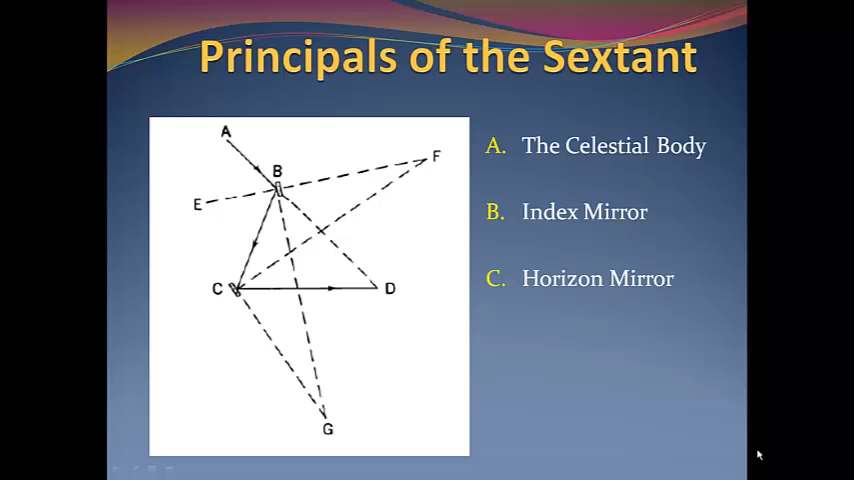 Principals of the Sextant
A
B
F
E
C
D
G
A. The Celestial Body
B. Index Mirror
C. Horizon Mirror